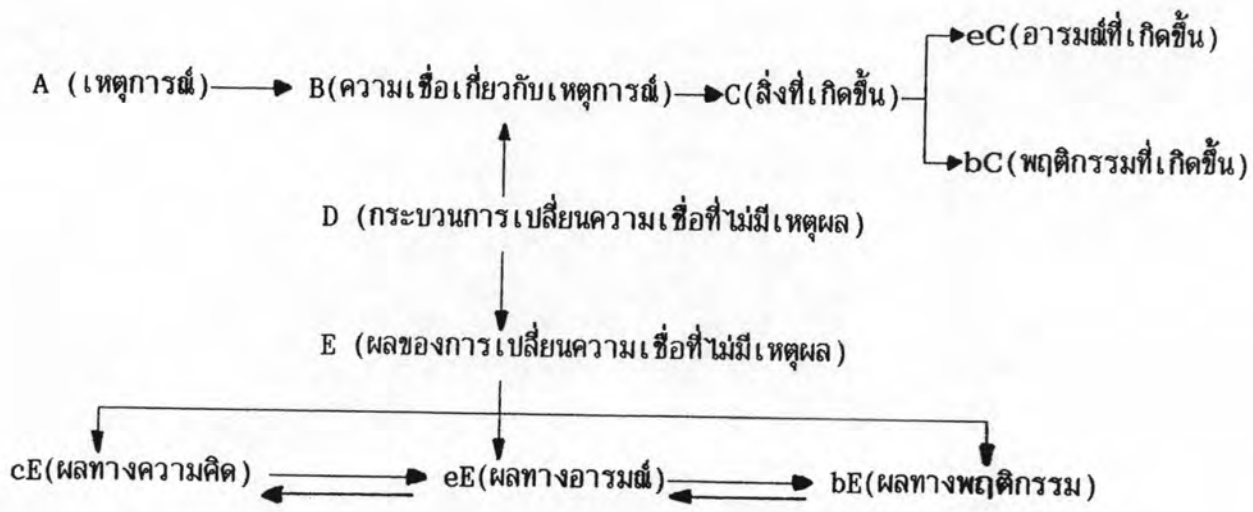 eC(อารมณ์ที่เกิดขึ้น)
A (เหตุการณ์) B(ความเชื่อเกี่ยวกับเหตุการณ์) C(สิ่งที่เกิดขึ้น)
bC(พฤติกรรมที่เกิดขึ้น)
D (กระบวนการเปลี่ยนความเชื่อที่ไม่มีเหตุผล)
E (ผลของการเปลี่ยนความเชื่อที่ไม่มีเหตุผล)
cE(ผลทางความคิด) eE(ผลทางอารมณ์) bE(ผลทางพฤติกรรม)